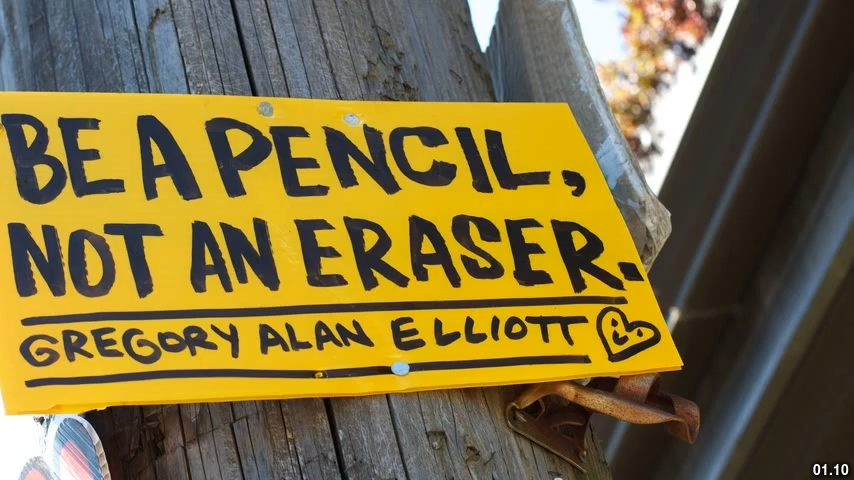 BE A PENCIL,
NOT AN ERASER.
GREGORY ALAN ELLIOTT
01.10